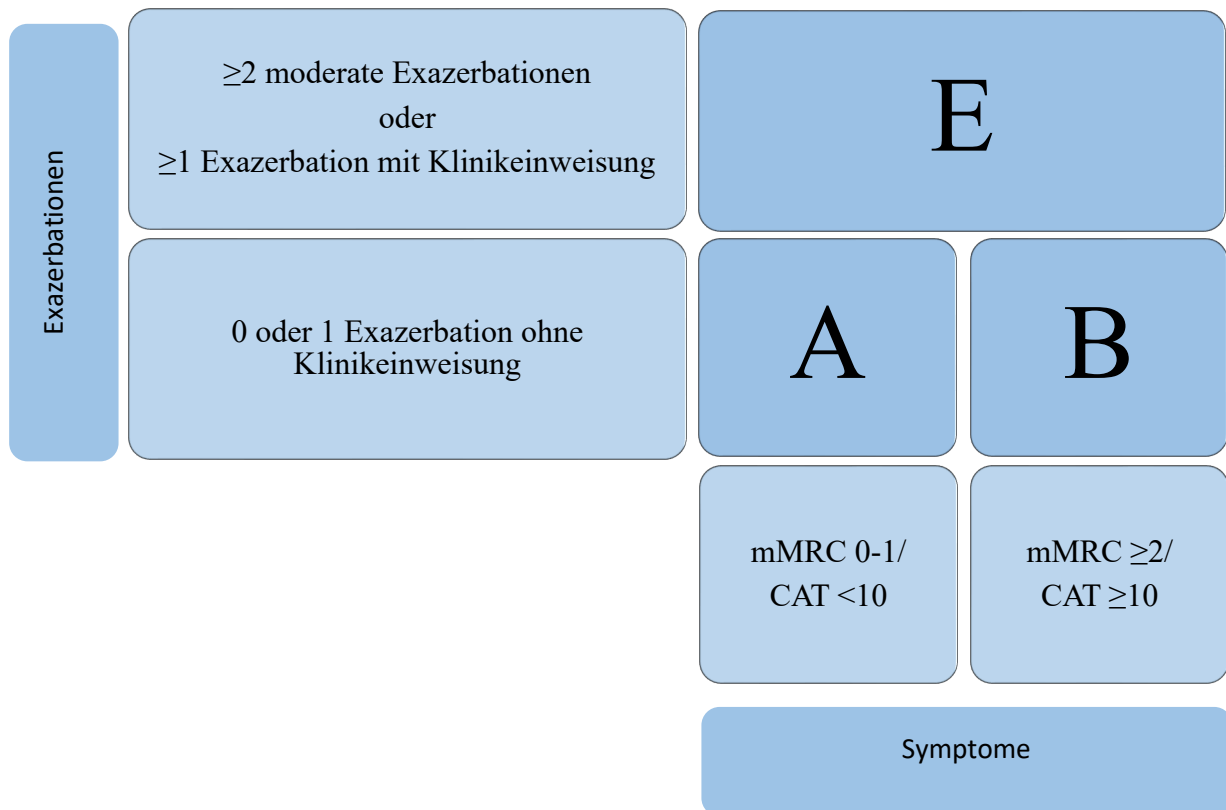 Exazerbationen
≥2 moderate Exazerbationen
oder
≥1 Exazerbation mit Klinikeinweisung
E
0 oder 1 Exazerbation ohne
Klinikeinweisung
A
B
mMRC 0-1/
CAT <10
mMRC ≥2/
CAT ≥10
Symptome